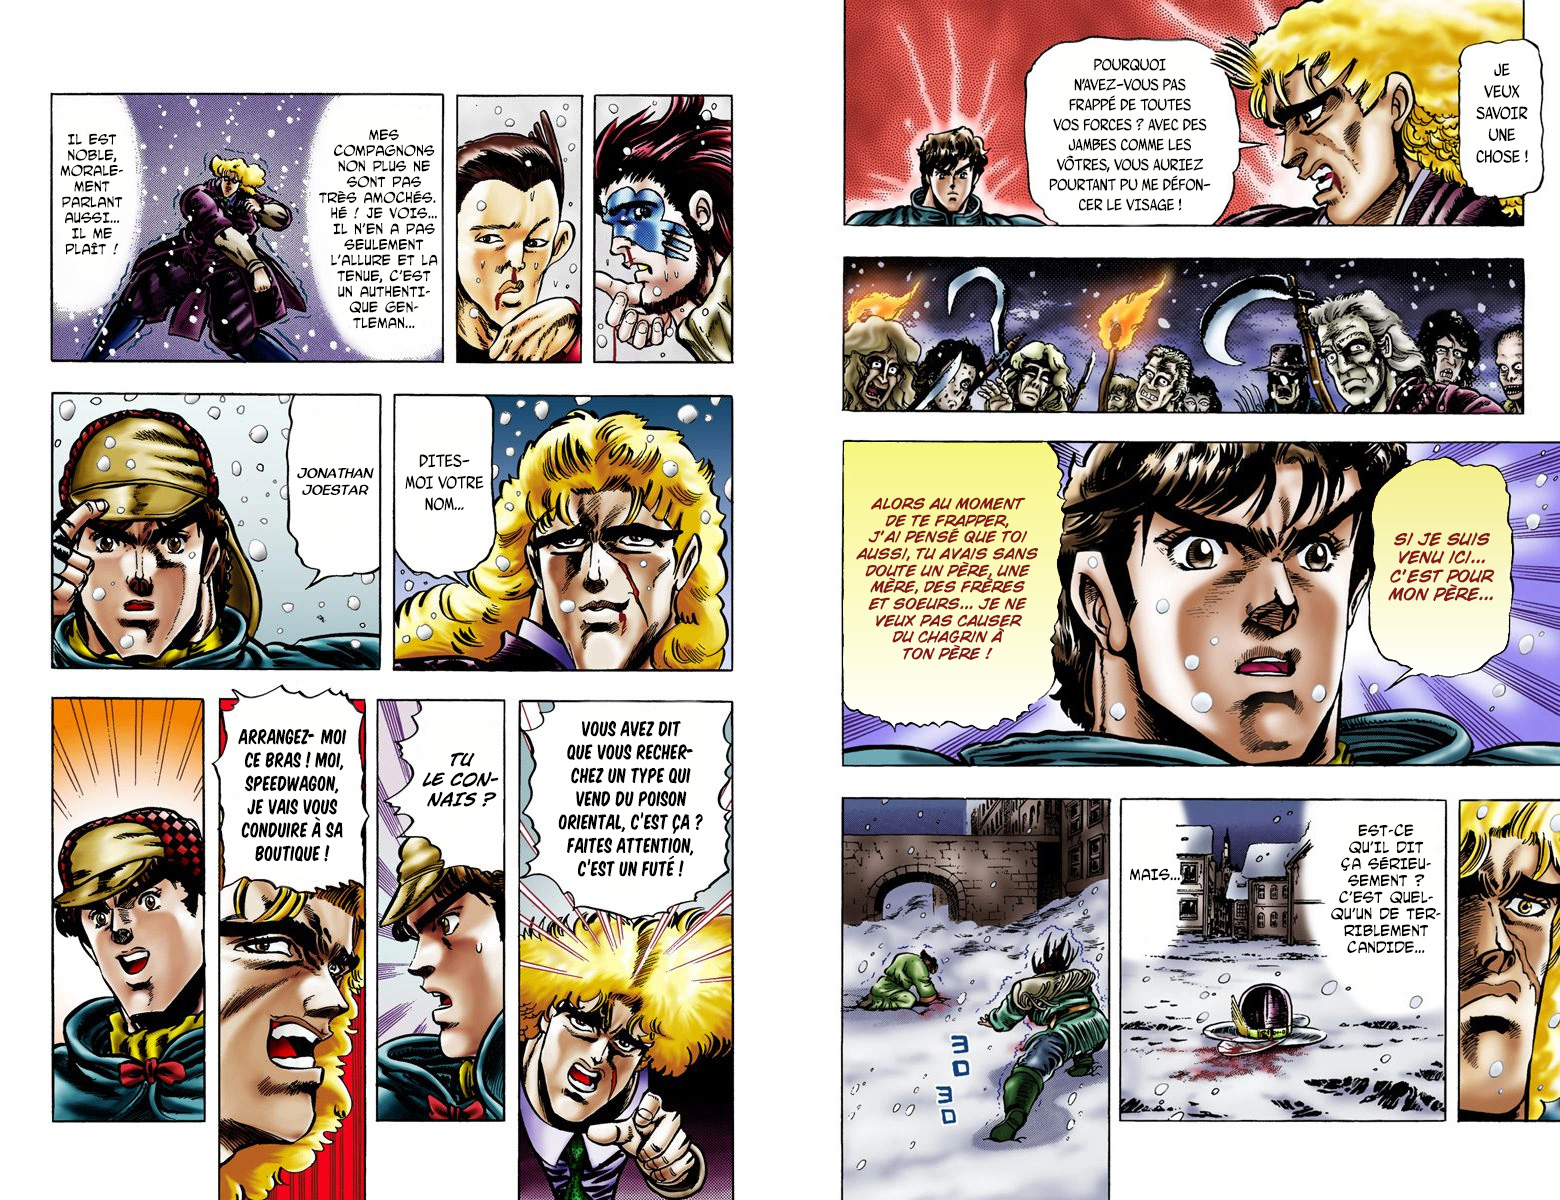 JE
VEUX
SAVOIR
UNE
CHOSE !
POURQUOI
N'AVEZ-VOUS PAS
FRAPPÉ DE TOUTES
VOS FORCES ? AVEC DES
JAMBES COMME LES
VÔTRES, VOUS AURIEZ
POURTANT PU ME DÉFON-
CER LE VISAGE !
SI JE SUIS
VENU ICI...
C'EST POUR
MON PÈRE...
ALORS AU MOMENT
DE TE FRAPPER,
J'AI PENSÉ QUE TOI
AUSSI, TU AVAIS SANS
DOUTE UN PÈRE, UNE
MÈRE, DES FRÉRES
ET SOEURS... JE NE
VEUX PAS CAUSER
DU CHAGRIN À
TON PÈRE !
EST-CE
QU'IL DIT
ÇA SÉRIEU-
SEMENT ?
C'EST QUEL-
QU'UN DE TER-
RIBLEMENT
CANDIDE...
MAIS...
ヨロ
ヨロ
MES
COMPAGNONS
NON PLUS NE
SONT PAS
TRÈS AMOCHÉS.
HÉ ! JE VOIS...
IL N'EN A PAS
SEULEMENT
L'ALLURE ET LA
TENUE, C'EST
UN AUTHENTI-
QUE GEN-
TLEMAN...
IL EST
NOBLE,
MORALE-
MENT
PARLANT
AUSSI...
IL ME
PLAÎT !
DITES-
MOI VOTRE
NOM...
JONATHAN
JOESTAR
VOUS AVEZ DIT
QUE VOUS RECHER-
CHEZ UN TYPE QUI
VEND DU POISON
ORIENTAL, C'EST ÇA ?
FAITES ATTENTION,
C'EST UN FUTÉ !
TU
LE CON-
NAIS ?
ARRANGEZ- MOI
CE BRAS ! MOI,
SPEEDWAGON,
JE VAIS VOUS
CONDUIRE À SA
BOUTIQUE !